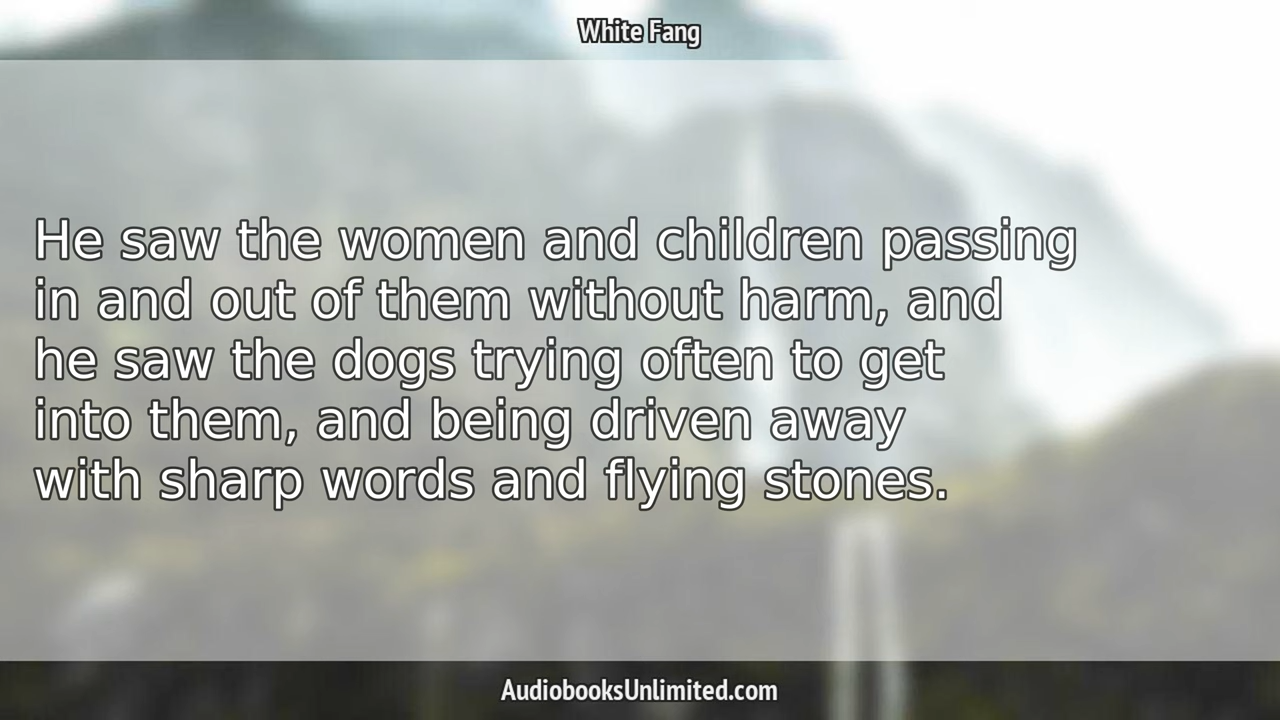 White Fang
He saw the women and children passing
in and out of them without harm, and
he saw the dogs trying often to get
into them, and being driven away
with sharp words and flying stones.
AudiobooksUnlimited.com